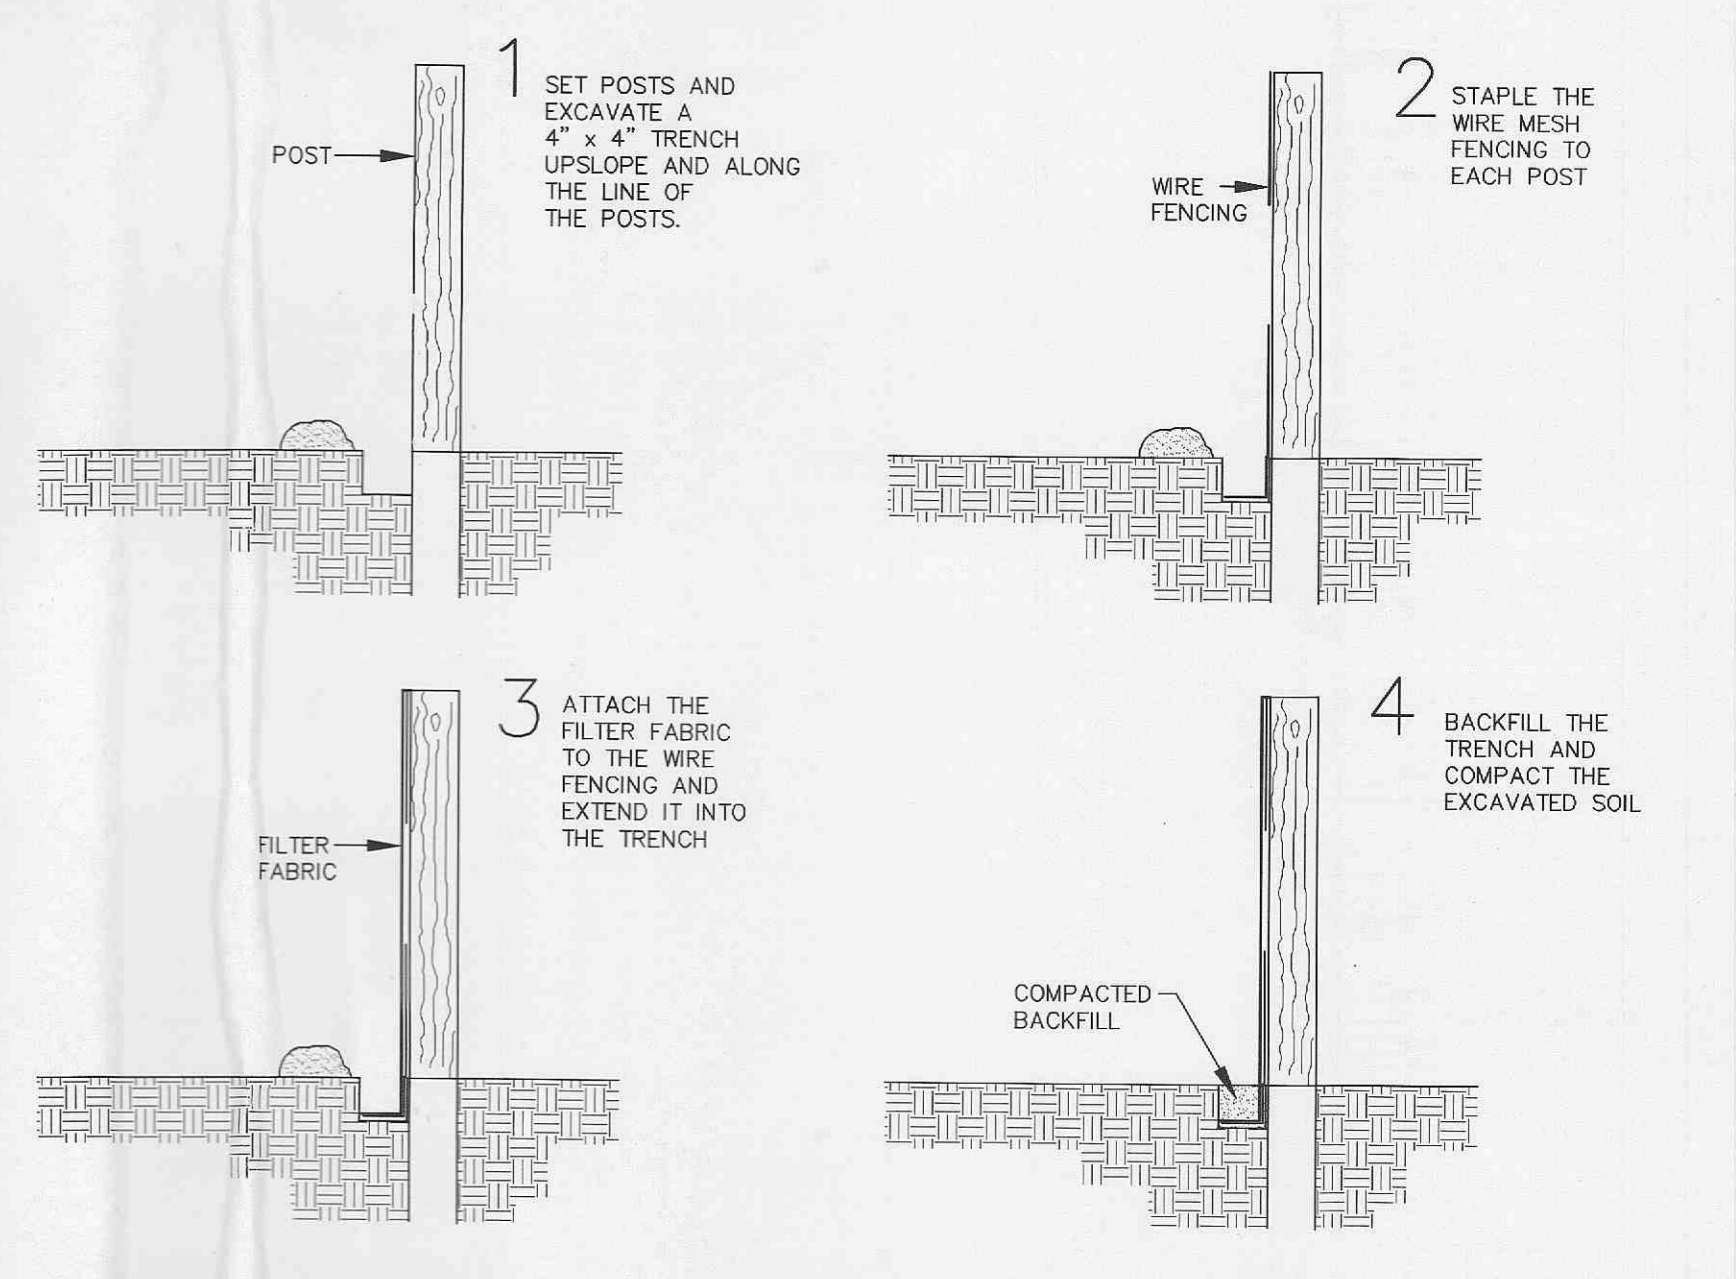 1
SET POSTS AND
EXCAVATE A
4" x 4" TRENCH
UPSLOPE AND ALONG
THE LINE OF
THE POSTS.
POST
2
STAPLE THE
WIRE MESH
FENCING TO
EACH POST
WIRE
FENCING
3
ATTACH THE
FILTER FABRIC
TO THE WIRE
FENCING AND
EXTEND IT INTO
THE TRENCH
FILTER
FABRIC
4
BACKFILL THE
TRENCH AND
COMPACT THE
EXCAVATED SOIL
COMPACTED
BACKFILL